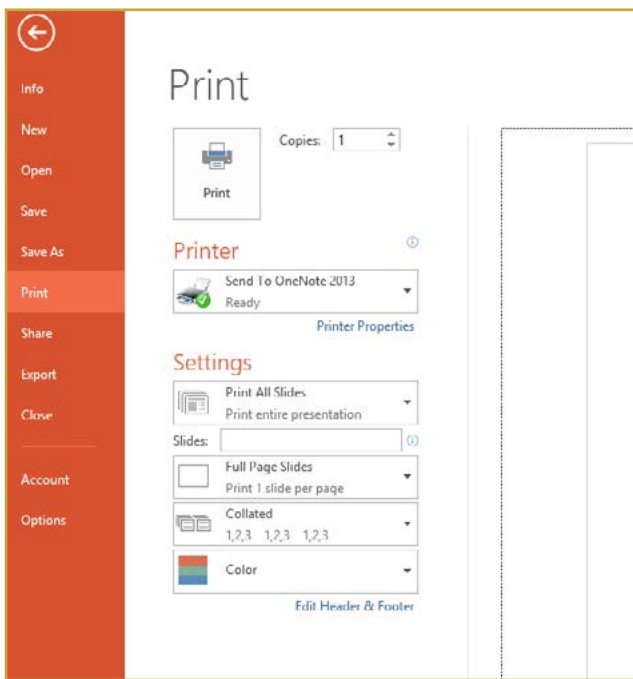 Info
New
Open
Save
Save As
Print
Share
Export
Close
Account
Options
Print
Copies: 1
Print
Printer
Send To OneNote 2013
Ready
Printer Properties
Settings
Print All Slides
Print entire presentation
Slides:
Full Page Slides
Print 1 slide per page
Collated
1,2,3 1,2,3 1,2,3
Color
Edit Header & Footer